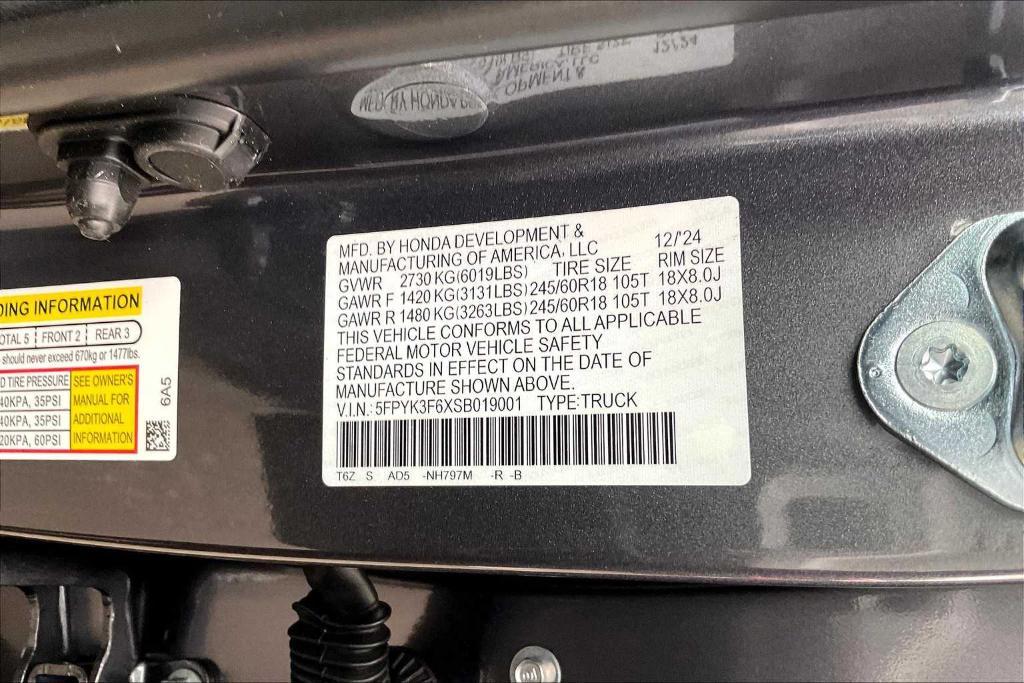 MFD. BY HONDA DEVELOPMENT &
MANUFACTURING OF AMERICA, LLC 12/'24
GVWR 2730 KG(6019LBS) TIRE SIZE RIM SIZE
GAWR F 1420 KG(3131LBS) 245/60R18 105T 18X8.0J
GAWR R 1480 KG(3263LBS) 245/60R18 105T 18X8.0J
THIS VEHICLE CONFORMS TO ALL APPLICABLE
FEDERAL MOTOR VEHICLE SAFETY
STANDARDS IN EFFECT ON THE DATE OF
MANUFACTURE SHOWN ABOVE.
V.I.N.: 5FPYK3F6XSB019001 TYPE:TRUCK
T6Z S AD5 -NH797M -R -B
DING INFORMATION
OTAL 5 FRONT 2 REAR 3
should never exceed 670kg or 1477lbs.
D TIRE PRESSURE SEE OWNER'S
40KPA, 35PSI MANUAL FOR
40KPA, 35PSI ADDITIONAL
20KPA, 60PSI INFORMATION
6A5